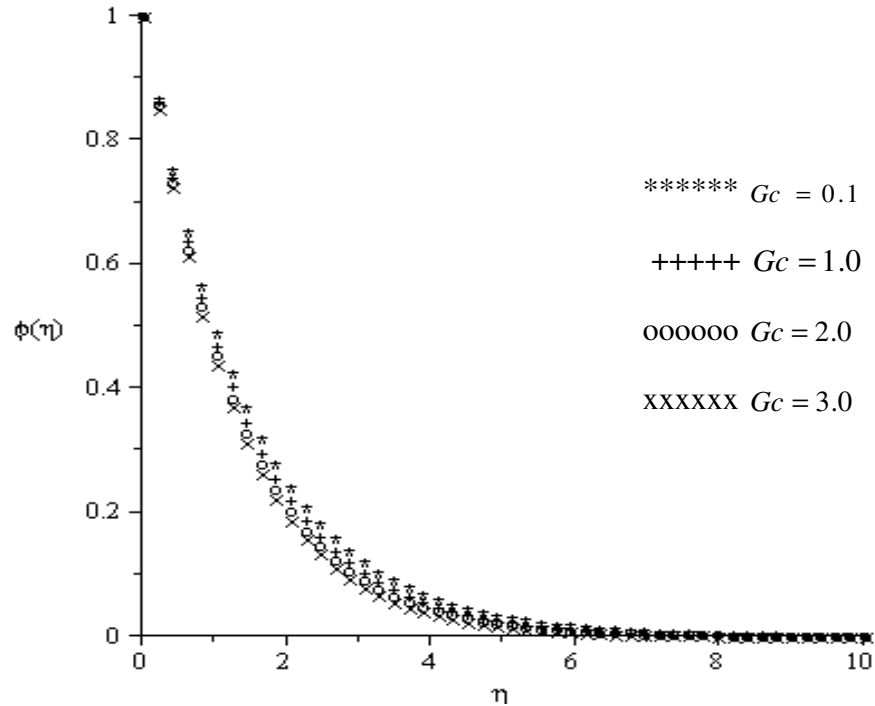 1
0.8
****** Gc = 0.1
0.6
+++++ Gc = 1.0
φ(η)
oooooo Gc = 2.0
0.4
xxxxxx Gc = 3.0
0.2
0
0 2 4 6 8 10
η